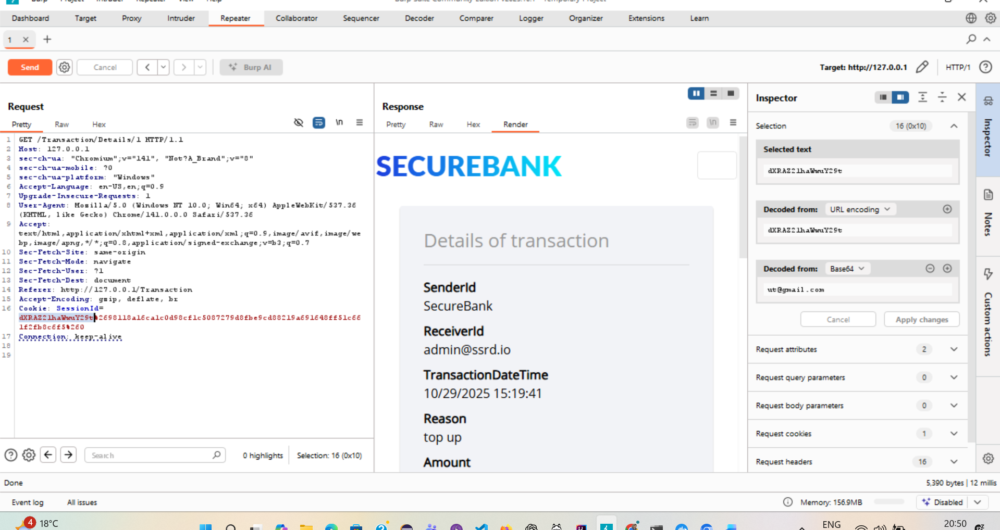 Dashboard Target Proxy Intruder Repeater Collaborator Sequencer Decoder Comparer Logger Organizer Extensions Learn
1
Send Cancel Burp AI Target: http://127.0.0.1 HTTP/1
Request
Pretty Raw Hex \n
1 GET /Transaction/Details/1 HTTP/1.1
2 Host: 127.0.0.1
3 sec-ch-ua: "Chromium";v="141", "Not?A_Brand";v="8"
4 sec-ch-ua-mobile: ?0
5 sec-ch-ua-platform: "Windows"
6 Accept-Language: en-US,en;q=0.9
7 Upgrade-Insecure-Requests: 1
8 User-Agent: Mozilla/5.0 (Windows NT 10.0; Win64; x64) AppleWebKit/537.36
(KHTML, like Gecko) Chrome/141.0.0.0 Safari/537.36
9 Accept:
text/html,application/xhtml+xml,application/xml;q=0.9,image/avif,image/we
bp,image/apng,*/*;q=0.8,application/signed-exchange;v=b3;q=0.7
10 Sec-Fetch-Site: same-origin
11 Sec-Fetch-Mode: navigate
12 Sec-Fetch-User: ?1
13 Sec-Fetch-Dest: document
14 Referer: http://127.0.0.1/Transaction
15 Accept-Encoding: gzip, deflate, br
16 Cookie: SessionId=
dXRAZ21haWwuY29t%2698118a16ca1c0d98cf1c5087279d8fbe9cd88219a691648ff51c66
1f2fb8c6f5%260
17 Connection: keep-alive
18
19
Search 0 highlights Selection: 16 (0x10)
Response
Pretty Raw Hex Render \n
SECUREBANK
Details of transaction
SenderId
SecureBank
ReceiverId
admin@ssrd.io
TransactionDateTime
10/29/2025 15:19:41
Reason
top up
Amount
Inspector
Selection 16 (0x10)
Selected text
dXRAZ21haWwuY29t
Decoded from: URL encoding
dXRAZ21haWwuY29t
Decoded from: Base64
ut@gmail.com
Cancel Apply changes
Request attributes 2
Request query parameters 0
Request body parameters 0
Request cookies 1
Request headers 16
Inspector
Notes
Custom actions
Done 5,390 bytes | 12 millis
Event log All issues Memory: 156.9MB Disabled
4 18°C ENG 20:50